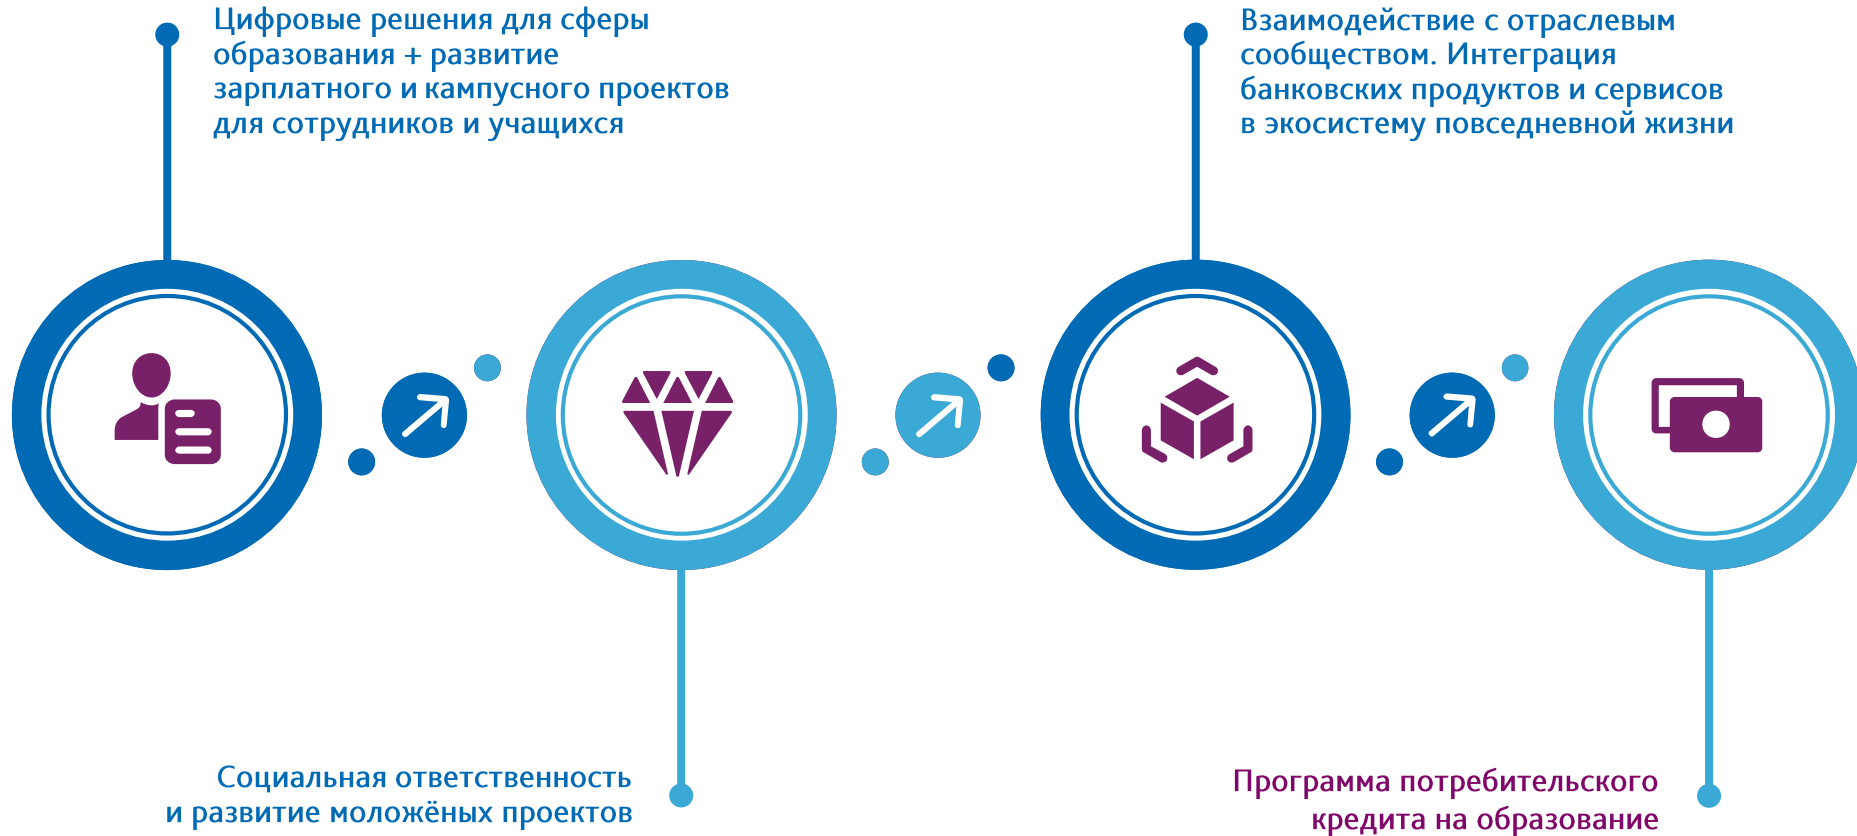 Цифровые решения для сферы
образования + развитие
зарплатного и кампусного проектов
для сотрудников и учащихся
Взаимодействие с отраслевым
сообществом. Интеграция
банковских продуктов и сервисов
в экосистему повседневной жизни
Социальная ответственность
и развитие моложёных проектов
Программа потребительского
кредита на образование